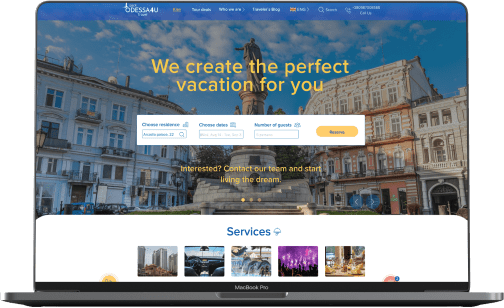 ODESSA4U
Tour deals
Who we are
Traveler's Blog
ENG
Search
Call Us
We create the perfect
vacation for you
Choose residence
Choose dates
Number of guests
Reserve
Interested? Contact our team and start
living the dream
Services
MacBook Pro